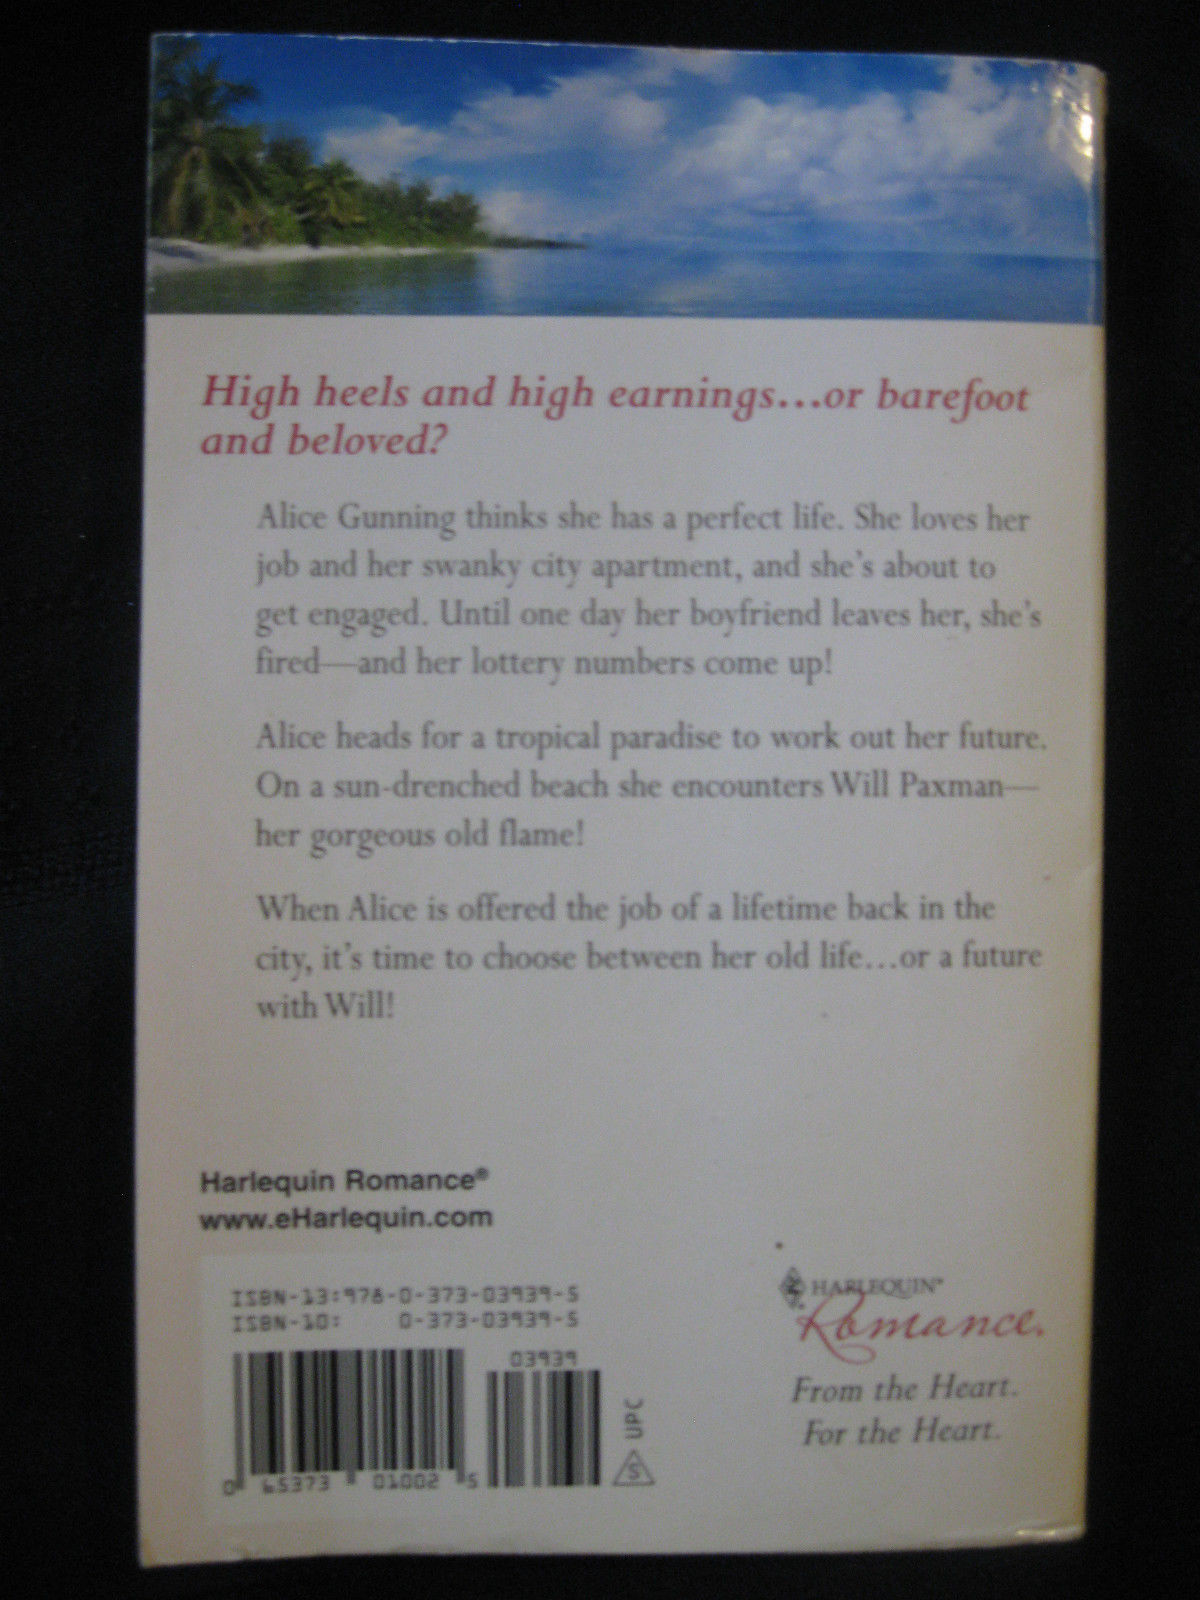 High heels and high earnings...or barefoot
and beloved?
Alice Gunning thinks she has a perfect life. She loves her
job and her swanky city apartment, and she's about to
get engaged. Until one day her boyfriend leaves her, she's
fired—and her lottery numbers come up!
Alice heads for a tropical paradise to work out her future.
On a sun-drenched beach she encounters Will Paxman—
her gorgeous old flame!
When Alice is offered the job of a lifetime back in the
city, it's time to choose between her old life...or a future
with Will!
Harlequin Romance®
www.eHarlequin.com
ISBN-13:978-0-373-03939-5
ISBN-10: 0-373-03939-5
03939
0 65373 01002 5
UPC
S
HARLEQUIN®
Romance.
From the Heart.
For the Heart.